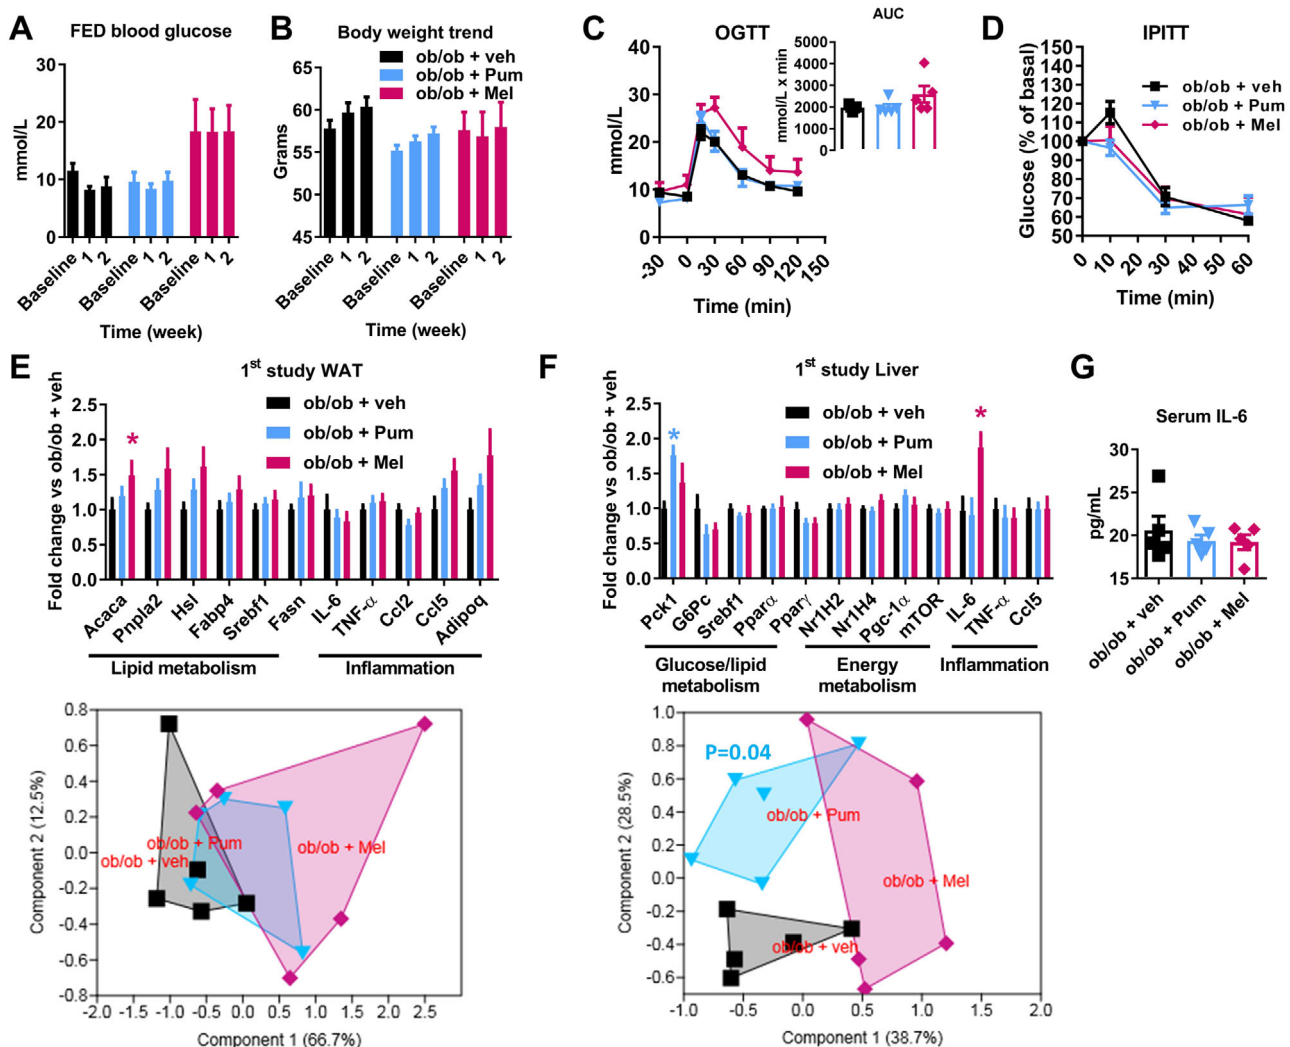 A
FED blood glucose
mmol/L
30
20
10
0
Baseline
1
2
Baseline
1
2
Baseline
1
2
Time (week)
B
Body weight trend
ob/ob + veh
ob/ob + Pum
ob/ob + Mel
Grams
65
60
55
50
45
Baseline
1
2
Baseline
1
2
Baseline
1
2
Time (week)
C
OGTT
mmol/L
40
30
20
10
0
-30
0
30
60
90
120
150
Time (min)
AUC
mmol/L x min
5000
4000
3000
2000
1000
0
D
IPITT
ob/ob + veh
ob/ob + Pum
ob/ob + Mel
Glucose (% of basal)
150
140
130
120
110
100
90
80
70
60
50
0
10
20
30
40
50
60
Time (min)
E
1st study WAT
ob/ob + veh
ob/ob + Pum
ob/ob + Mel
Fold change vs ob/ob + veh
2.5
2.0
1.5
1.0
0.5
0.0
*
Acaca
Pnpla2
Hsl
Fabp4
Srebf1
Fasn
IL-6
TNF-α
Ccl2
Ccl5
Adipoq
Lipid metabolism
Inflammation
Component 2 (12.5%)
0.8
0.6
0.4
0.2
0.0
-0.2
-0.4
-0.6
-0.8
ob/ob + Pum
ob/ob + veh
ob/ob + Mel
-2.0
-1.5
-1.0
-0.5
0.0
0.5
1.0
1.5
2.0
2.5
Component 1 (66.7%)
F
1st study Liver
ob/ob + veh
ob/ob + Pum
ob/ob + Mel
Fold change vs ob/ob + veh
2.5
2.0
1.5
1.0
0.5
0.0
*
*
Pck1
G6Pc
Srebf1
Pparα
Pparγ
Nr1H2
Nr1H4
Pgc-1α
mTOR
IL-6
TNF-α
Ccl5
Glucose/lipid
metabolism
Energy
metabolism
Inflammation
Component 2 (28.5%)
1.0
0.8
0.6
0.4
0.2
0.0
-0.2
-0.4
-0.6
P=0.04
ob/ob + Pum
ob/ob + Mel
ob/ob + veh
-1.0
-0.5
0.0
0.5
1.0
1.5
2.0
Component 1 (38.7%)
G
Serum IL-6
pg/mL
30
25
20
15
ob/ob + veh
ob/ob + Pum
ob/ob + Mel